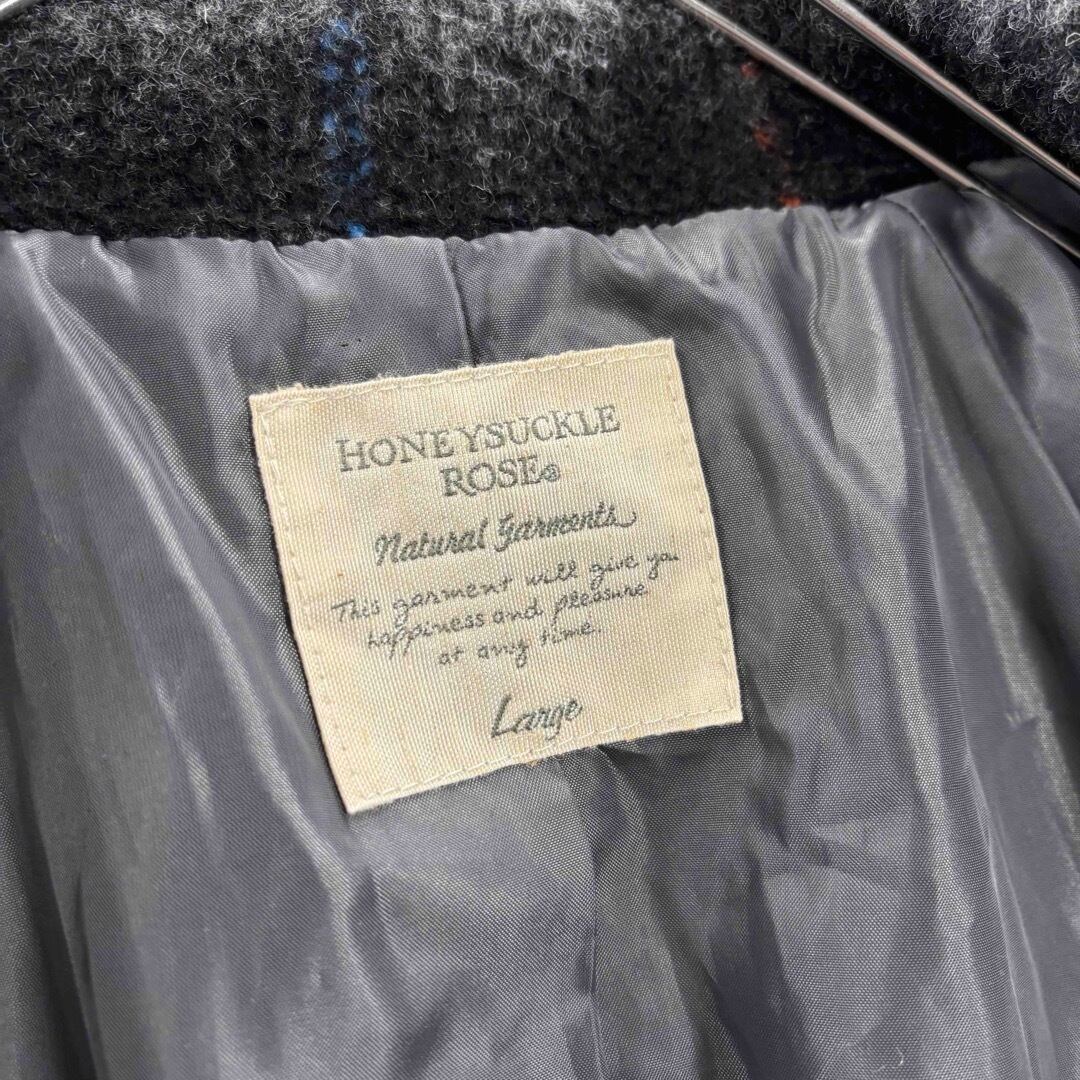 HONEYSUCKLE
ROSE®
Natural Garments
This garment will give you
happiness and pleasure
at any time.
Large